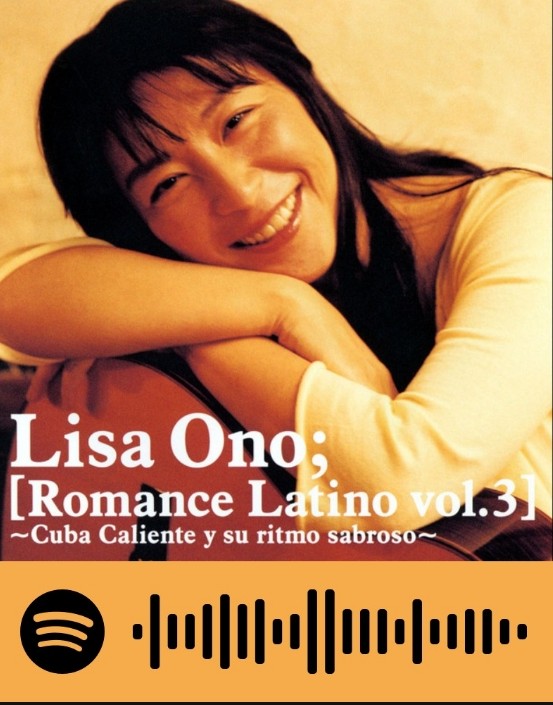 Lisa Ono;
[Romance Latino vol.3]
~Cuba Caliente y su ritmo sabroso~